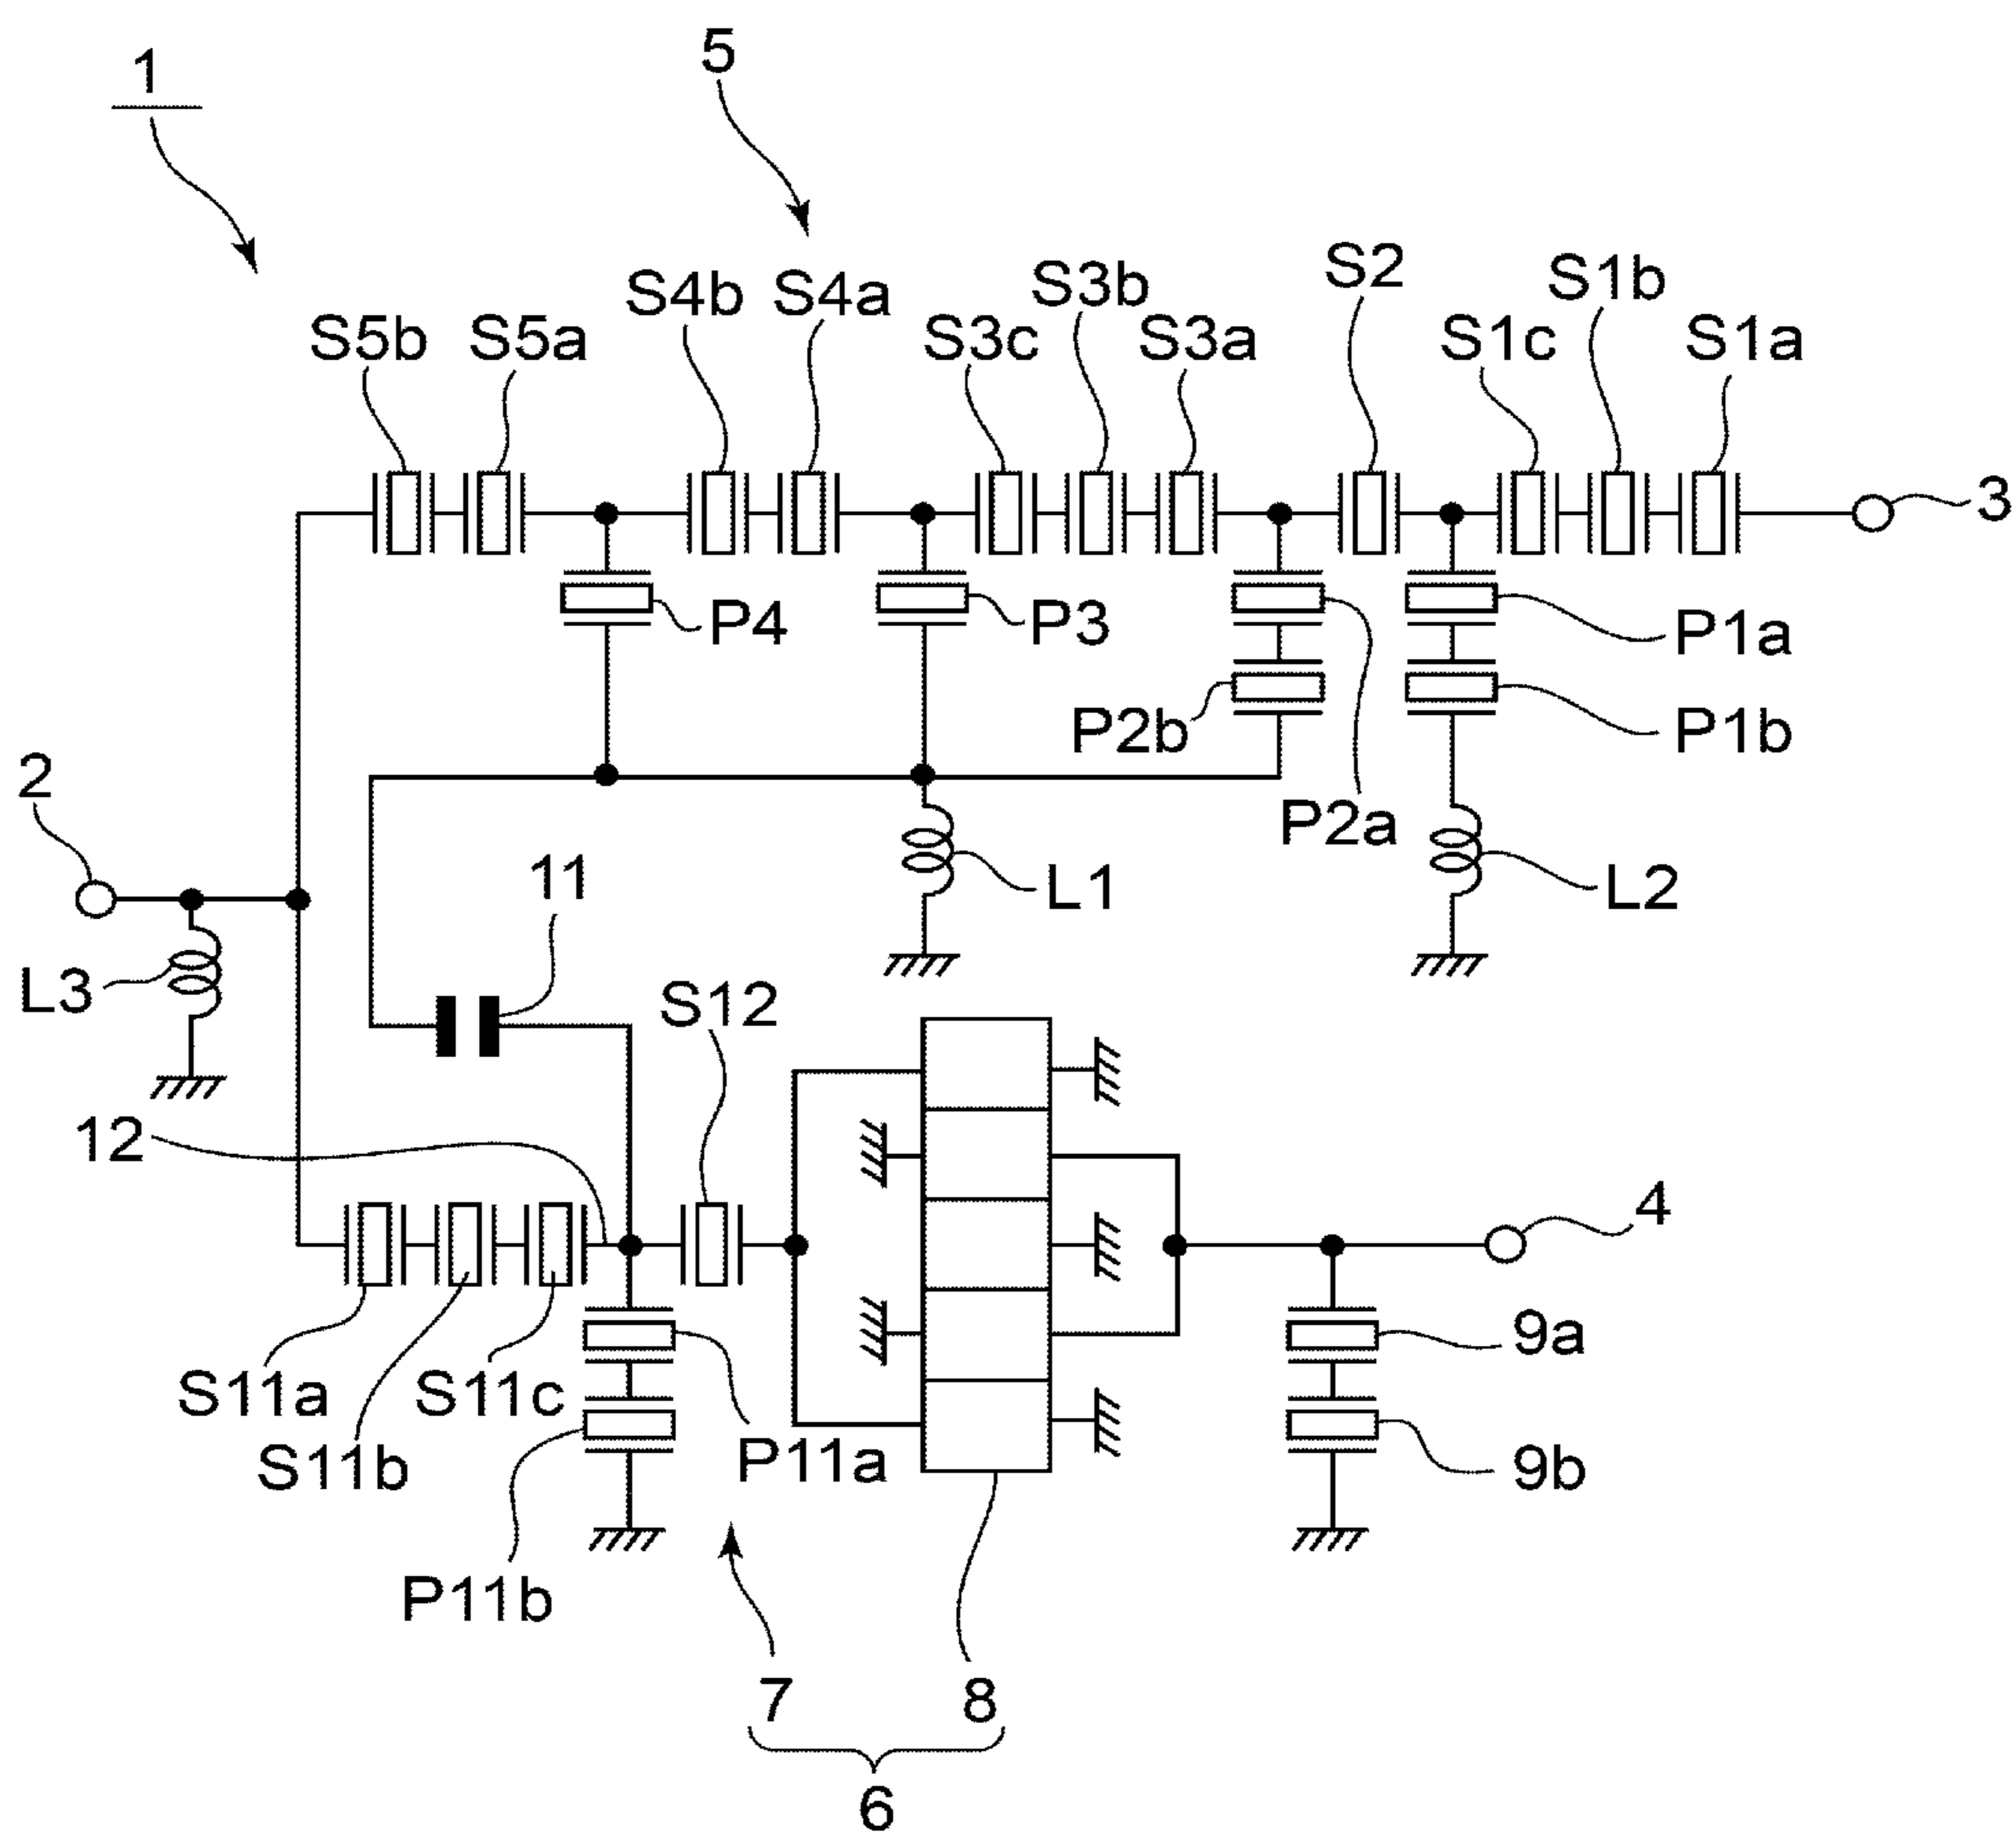 1
5
S5b
S5a
S4b
S4a
S3c
S3b
S3a
S2
S1c
S1b
S1a
3
P4
P3
P2b
P2a
P1a
P1b
2
L3
11
L1
L2
12
S12
4
S11a
S11b
S11c
P11a
P11b
9a
9b
7
8
6